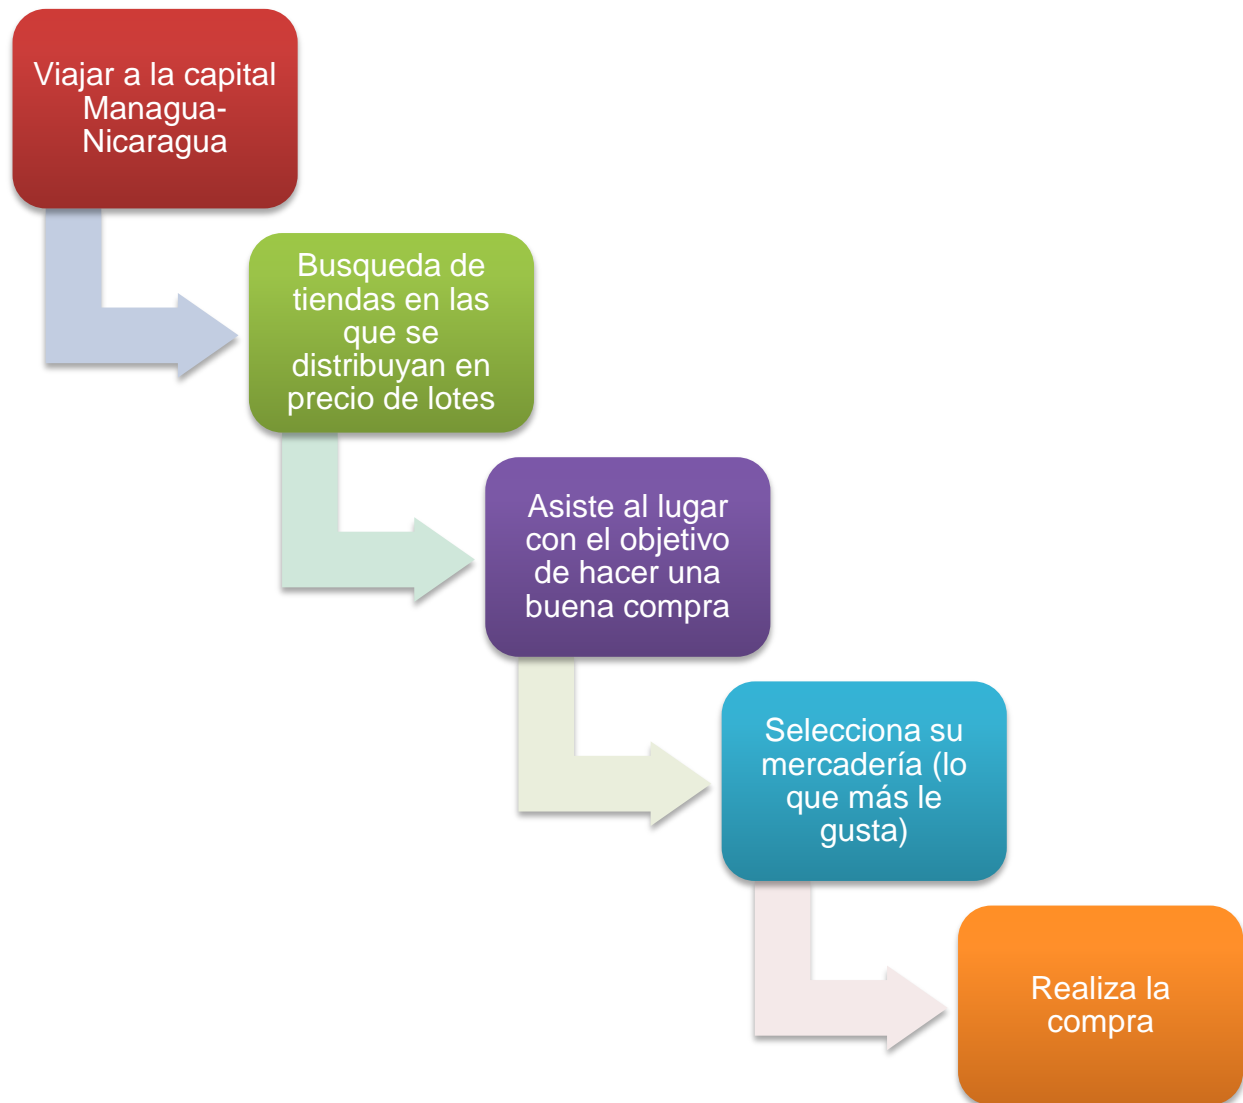 Viajar a la capital
Managua-
Nicaragua
Busqueda de
tiendas en las
que se
distribuyan en
precio de lotes
Asiste al lugar
con el objetivo
de hacer una
buena compra
Selecciona su
mercadería (lo
que más le
gusta)
Realiza la
compra